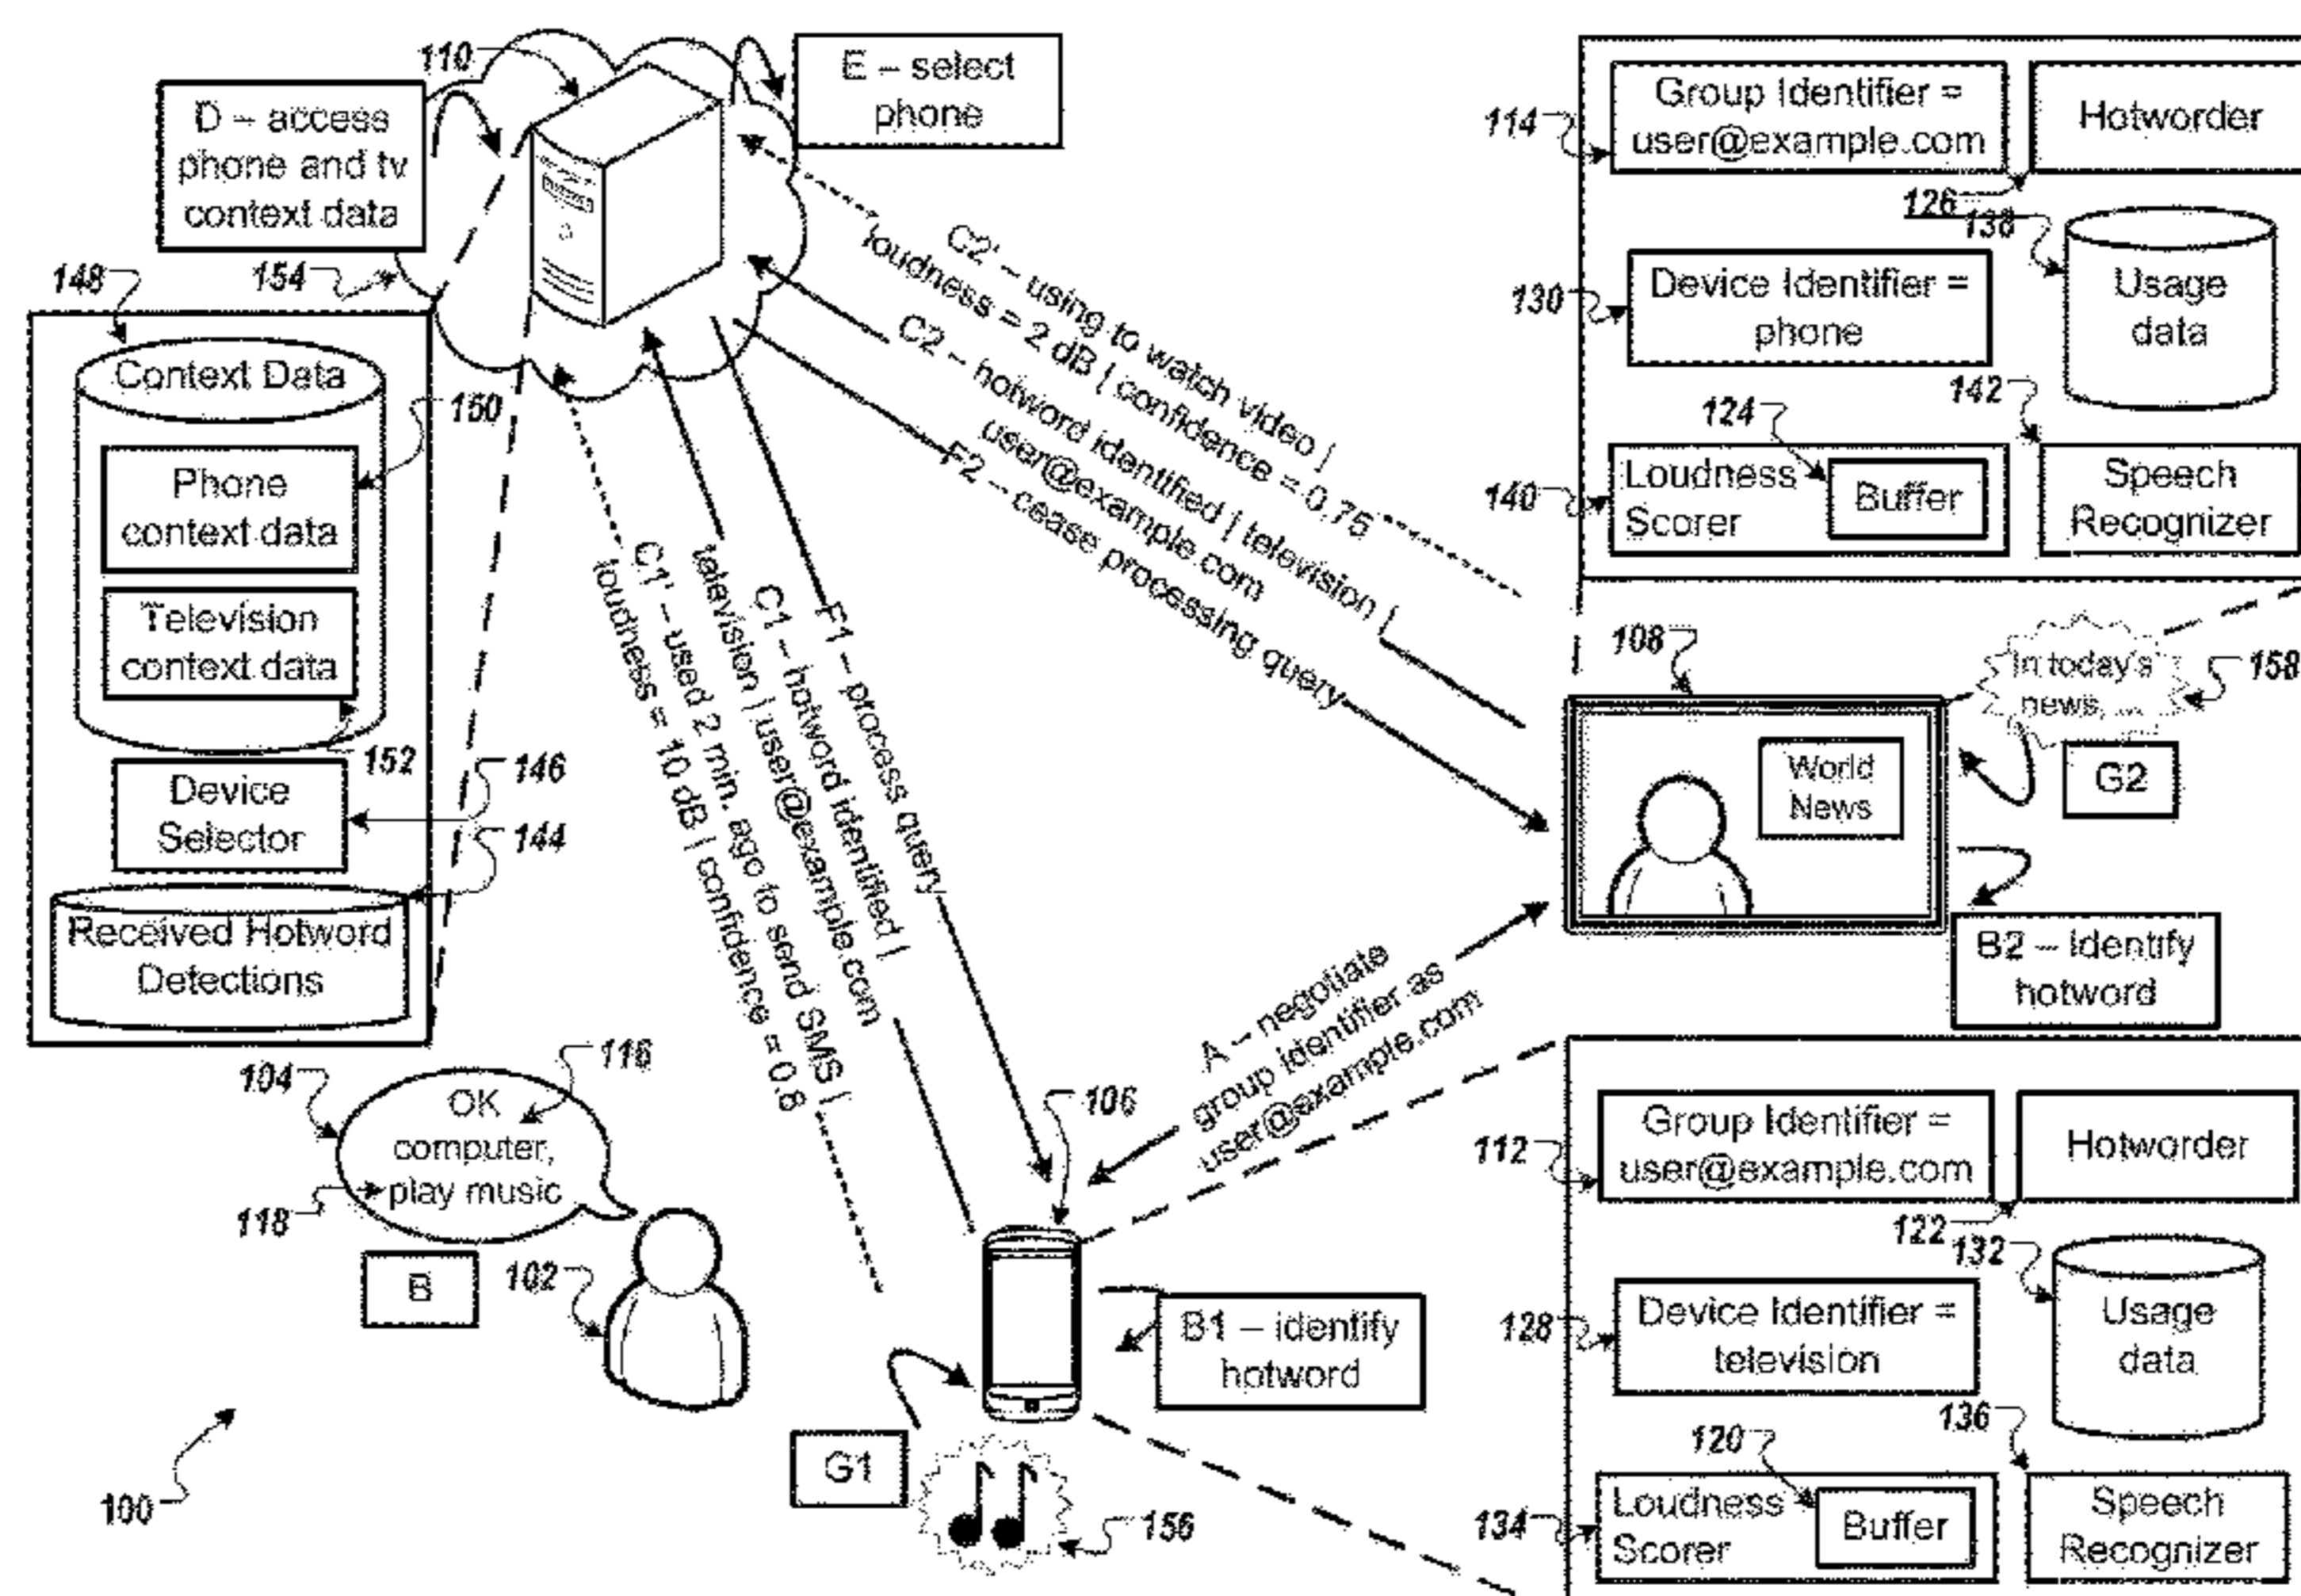 110
E – select
phone
D – access
phone and tv
context data
154
148
Context Data
150
Phone
context data
Television
context data
152
Device
Selector
146
144
Received Hotword
Detections
C2' – using to watch video |
loudness = 2 dB | confidence = 0.75
C2 – hotword identified | television |
user@example.com
F2 – cease processing query
F1 – process query
C1 – hotword identified |
television | user@example.com
C1' – used 2 min. ago to send SMS |
loudness = 10 dB | confidence = 0.8
114
Group Identifier =
user@example.com
Hotworder
126
138
130
Device Identifier =
phone
Usage
data
142
124
140
Loudness
Scorer
Buffer
Speech
Recognizer
108
In today's
news...
158
World
News
G2
B2 – identify
hotword
A – negotiate
group identifier as
user@example.com
104
116
OK
computer,
play music
118
B
102
106
B1 – identify
hotword
G1
156
100
112
Group Identifier =
user@example.com
Hotworder
122
132
128
Device Identifier =
television
Usage
data
136
120
134
Loudness
Scorer
Buffer
Speech
Recognizer